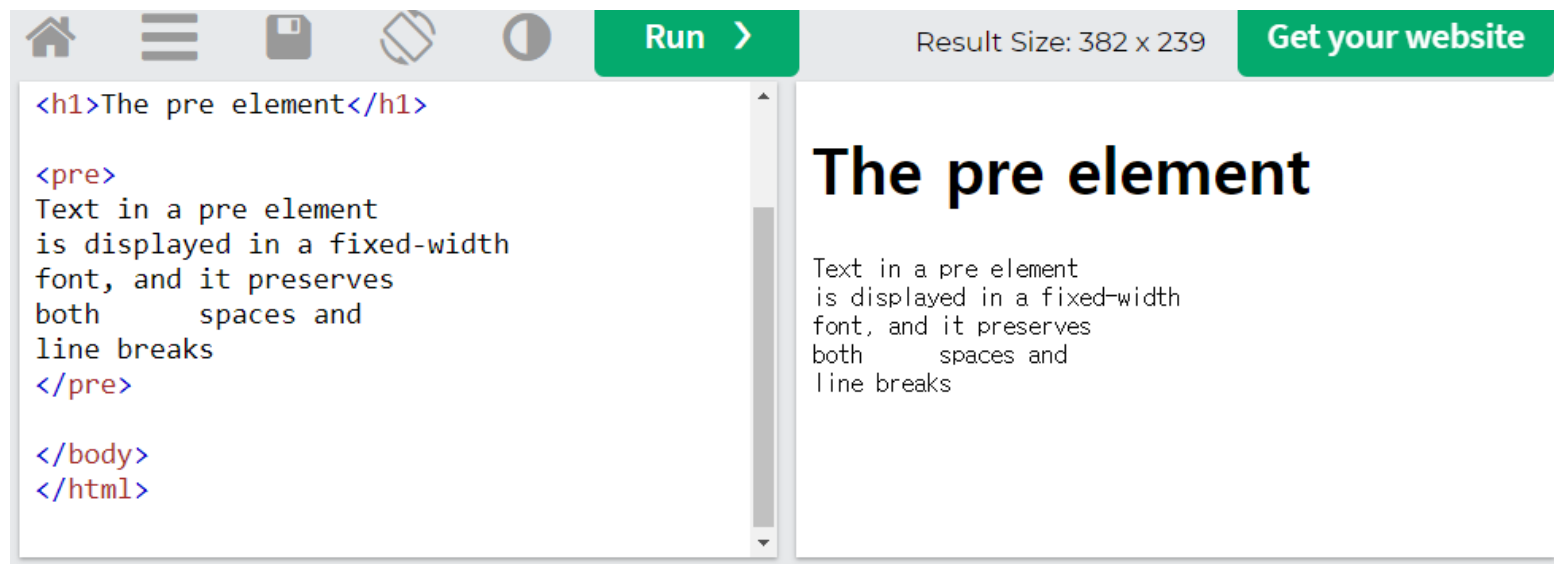 Run ❯
Result Size: 382 x 239
Get your website
<h1>The pre element</h1>
<pre>
Text in a pre element
is displayed in a fixed-width
font, and it preserves
both      spaces and
line breaks
</pre>
</body>
</html>
The pre element
Text in a pre element
is displayed in a fixed-width
font, and it preserves
both      spaces and
line breaks